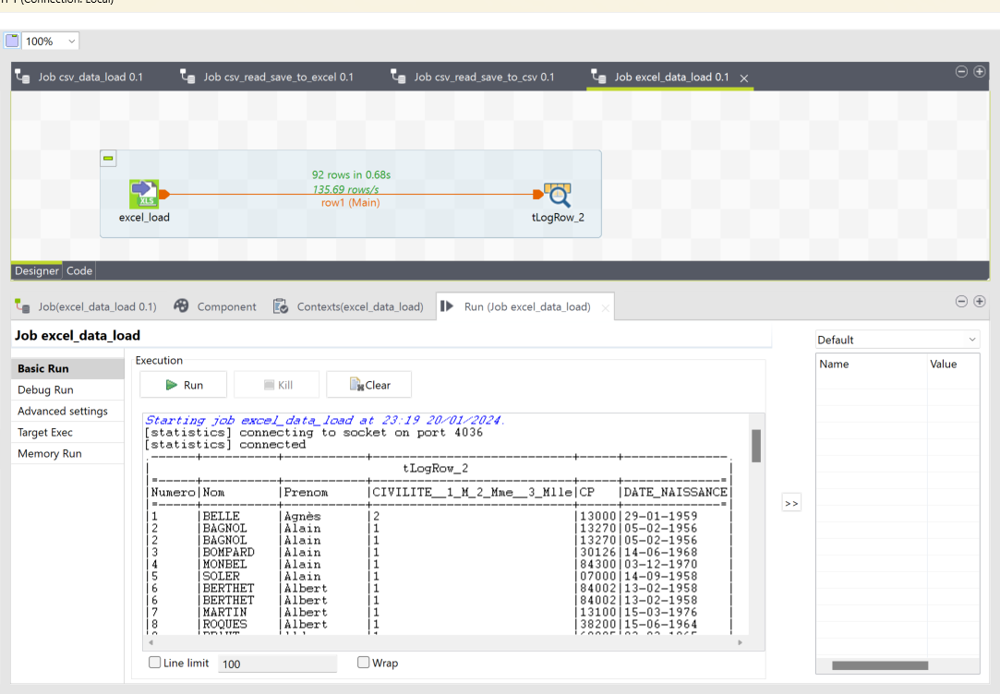 (Connection: Local)
100%
Job csv_data_load 0.1
Job csv_read_save_to_excel 0.1
Job csv_read_save_to_csv 0.1
Job excel_data_load 0.1
92 rows in 0.68s
135.69 rows/s
row1 (Main)
XLS
excel_load
tLogRow_2
Designer Code
Job(excel_data_load 0.1)
Component
Contexts(excel_data_load)
Run (Job excel_data_load)
Job excel_data_load
Default
Basic Run
Debug Run
Advanced settings
Target Exec
Memory Run
Execution
Run
Kill
Clear
Name Value
Starting job excel_data_load at 23:19 20/01/2024.
[statistics] connecting to socket on port 4036
[statistics] connected
.------+--------+---------+-----------------------------+-----+--------------.
| tLogRow_2 |
|=-----+--------+---------+-----------------------------+-----+-------------=|
|Numero|Nom |Prenom |CIVILITE__1_M_2_Mme__3_Mlle|CP |DATE_NAISSANCE|
|=-----+--------+---------+-----------------------------+-----+-------------=|
|1 |BELLE |Agnès |2 |13000|29-01-1959 |
|2 |BAGNOL |Alain |1 |13270|05-02-1956 |
|2 |BAGNOL |Alain |1 |13270|05-02-1956 |
|3 |BOMPARD |Alain |1 |30126|14-06-1968 |
|4 |MONBEL |Alain |1 |84300|03-12-1970 |
|5 |SOLER |Alain |1 |07000|14-09-1958 |
|6 |BERTHET |Albert |1 |84002|13-02-1958 |
|6 |BERTHET |Albert |1 |84002|13-02-1958 |
|7 |MARTIN |Albert |1 |13100|15-03-1976 |
|8 |ROQUES |Albert |1 |38200|15-06-1964 |
>>
Line limit 100
Wrap